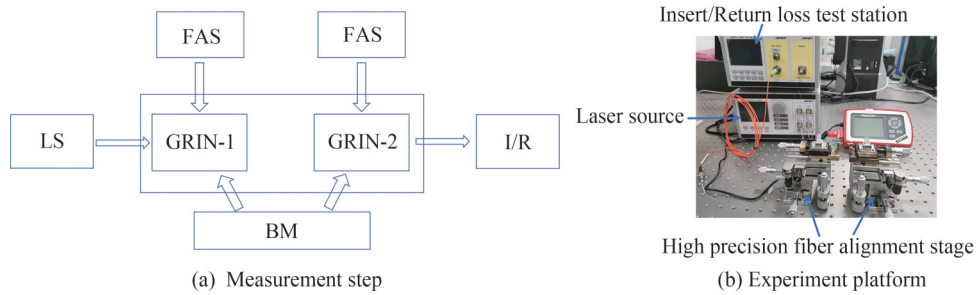 FAS
FAS
LS
GRIN-1
GRIN-2
I/R
BM
(a) Measurement step
Insert/Return loss test station
Laser source
High precision fiber alignment stage
(b) Experiment platform